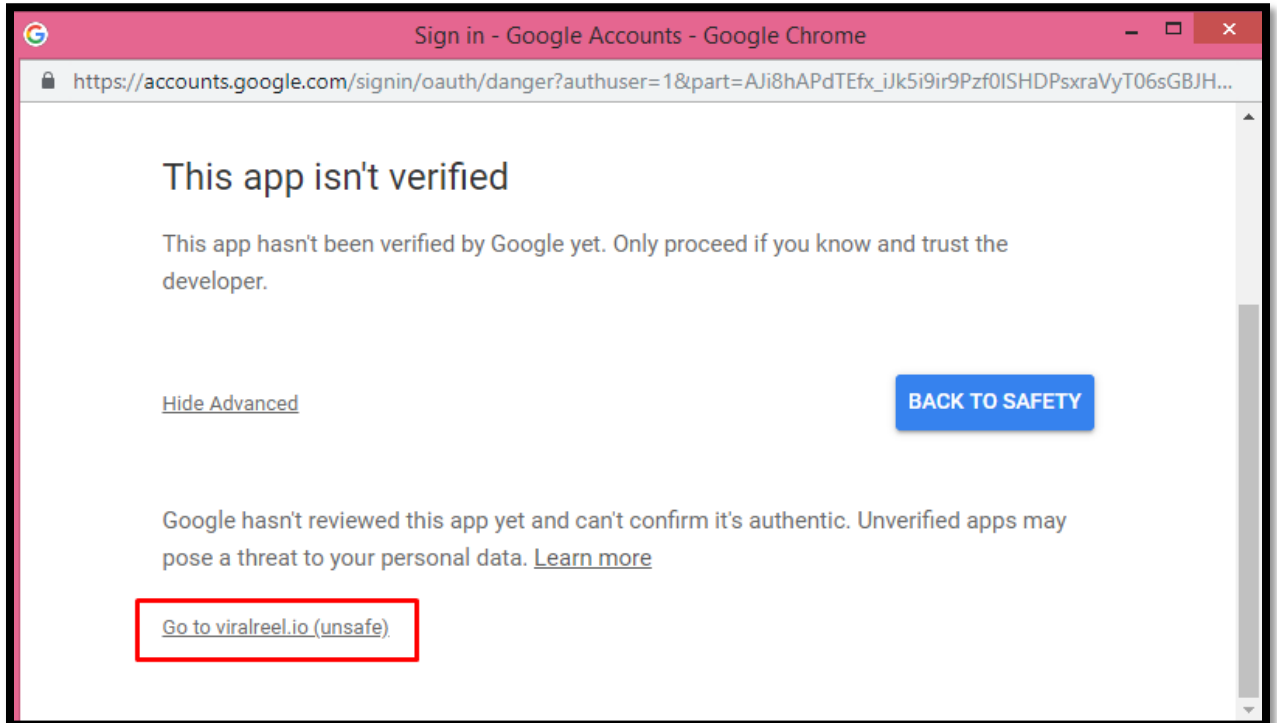 Sign in - Google Accounts - Google Chrome
https://accounts.google.com/signin/oauth/danger?authuser=1&part=AJi8hAPdTEfx_iJk5i9ir9Pzf0ISHDPsxraVyT06sGBJH...
This app isn't verified
This app hasn't been verified by Google yet. Only proceed if you know and trust the
developer.
Hide Advanced
BACK TO SAFETY
Google hasn't reviewed this app yet and can't confirm it's authentic. Unverified apps may
pose a threat to your personal data. Learn more
Go to viralreel.io (unsafe)